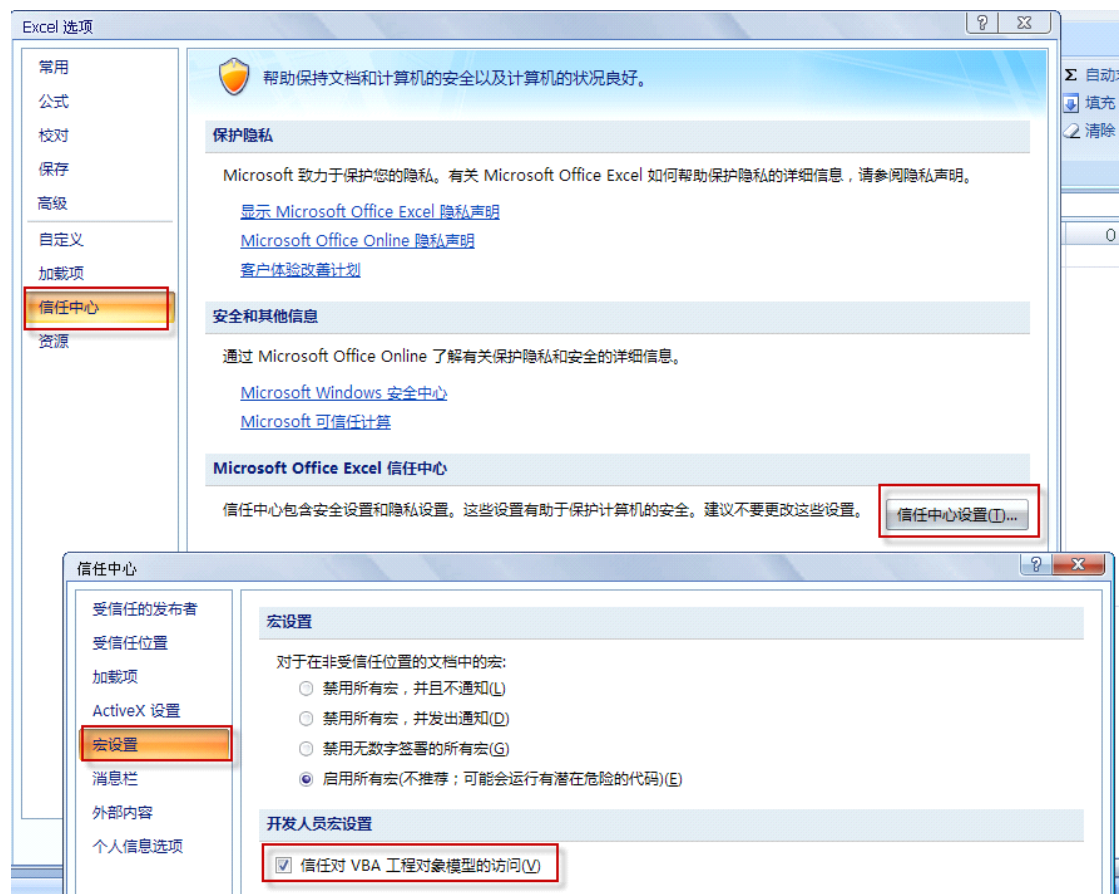 Excel 选项
常用
公式
校对
保存
高级
自定义
加载项
信任中心
资源
帮助保持文档和计算机的安全以及计算机的状况良好。
保护隐私
Microsoft 致力于保护您的隐私。有关 Microsoft Office Excel 如何帮助保护隐私的详细信息，请参阅隐私声明。
显示 Microsoft Office Excel 隐私声明
Microsoft Office Online 隐私声明
客户体验改善计划
安全和其他信息
通过 Microsoft Office Online 了解有关保护隐私和安全的详细信息。
Microsoft Windows 安全中心
Microsoft 可信任计算
Microsoft Office Excel 信任中心
信任中心包含安全设置和隐私设置。这些设置有助于保护计算机的安全。建议不要更改这些设置。
信任中心设置(T)...
Σ 自动
填充
清除
O
信任中心
受信任的发布者
受信任位置
加载项
ActiveX 设置
宏设置
消息栏
外部内容
个人信息选项
宏设置
对于在非受信任位置的文档中的宏:
禁用所有宏，并且不通知(L)
禁用所有宏，并发出通知(D)
禁用无数字签署的所有宏(G)
启用所有宏(不推荐；可能会运行有潜在危险的代码)(E)
开发人员宏设置
信任对 VBA 工程对象模型的访问(V)